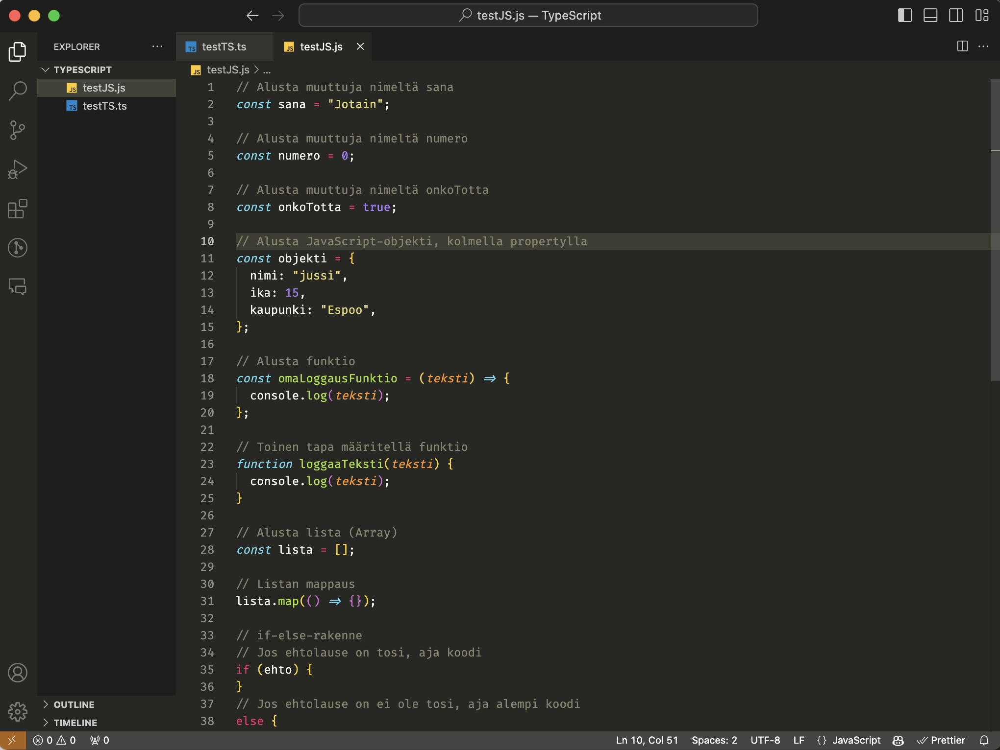 testJS.js — TypeScript
EXPLORER
TS testTS.ts
JS testJS.js
TYPESCRIPT
JS testJS.js
TS testTS.ts
JS testJS.js > ...
1 // Alusta muuttuja nimeltä sana
2 const sana = "Jotain";
3
4 // Alusta muuttuja nimeltä numero
5 const numero = 0;
6
7 // Alusta muuttuja nimeltä onkoTotta
8 const onkoTotta = true;
9
10 // Alusta JavaScript-objekti, kolmella propertylla
11 const objekti = {
12 nimi: "jussi",
13 ika: 15,
14 kaupunki: "Espoo",
15 };
16
17 // Alusta funktio
18 const omaLoggausFunktio = (teksti) => {
19 console.log(teksti);
20 };
21
22 // Toinen tapa määritellä funktio
23 function loggaaTeksti(teksti) {
24 console.log(teksti);
25 }
26
27 // Alusta lista (Array)
28 const lista = [];
29
30 // Listan mappaus
31 lista.map(() => {});
32
33 // if-else-rakenne
34 // Jos ehtolause on tosi, aja koodi
35 if (ehto) {
36 }
37 // Jos ehtolause on ei ole tosi, aja alempi koodi
38 else {
OUTLINE
TIMELINE
0 0 0 Ln 10, Col 51 Spaces: 2 UTF-8 LF {} JavaScript Prettier